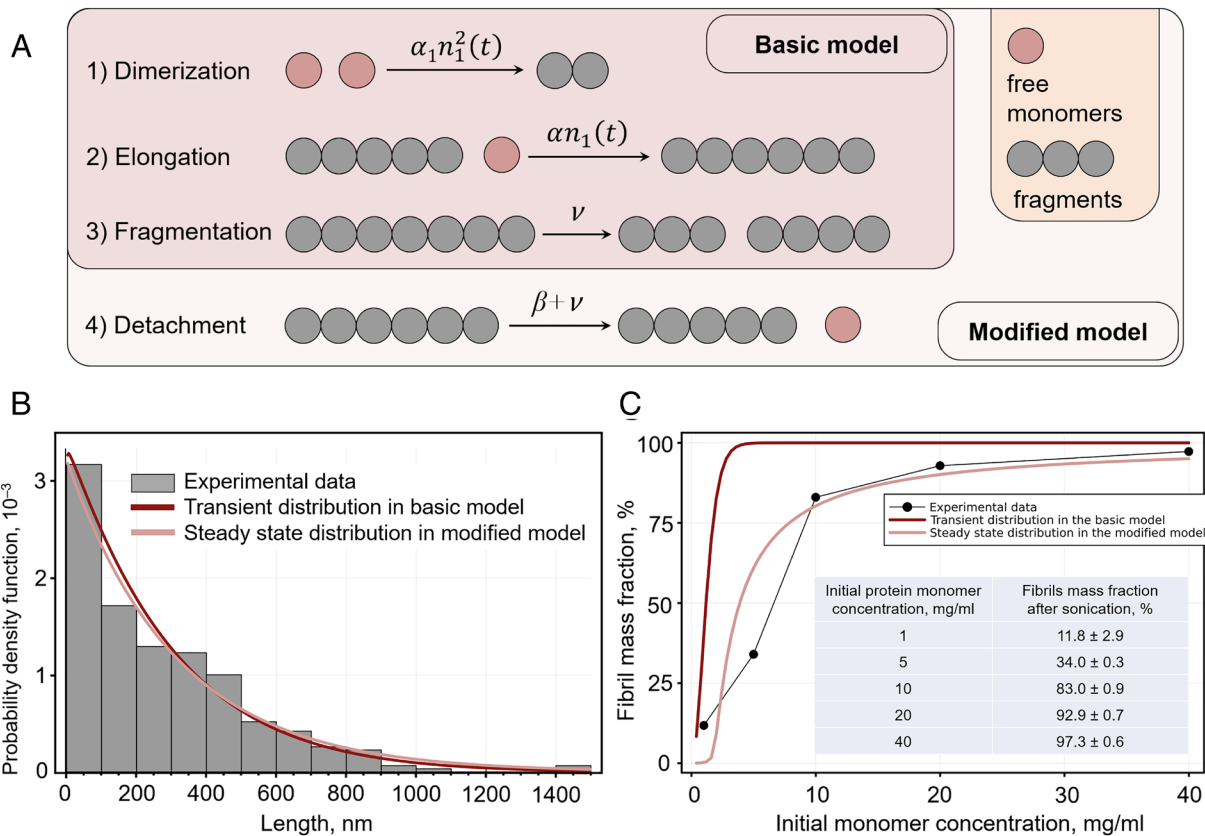 A
1) Dimerization
α₁n₁²(t)
Basic model
free
monomers
2) Elongation
αn₁(t)
fragments
3) Fragmentation
ν
4) Detachment
β+ν
Modified model
B
Probability density function, 10⁻³
3
2
1
0
Experimental data
Transient distribution in basic model
Steady state distribution in modified model
0 200 400 600 800 1000 1200 1400
Length, nm
C
Fibril mass fraction, %
100
75
50
25
0
Experimental data
Transient distribution in the basic model
Steady state distribution in the modified model
Initial protein monomer concentration, mg/ml
Fibrils mass fraction after sonication, %
1 11.8 ± 2.9
5 34.0 ± 0.3
10 83.0 ± 0.9
20 92.9 ± 0.7
40 97.3 ± 0.6
0 10 20 30 40
Initial monomer concentration, mg/ml